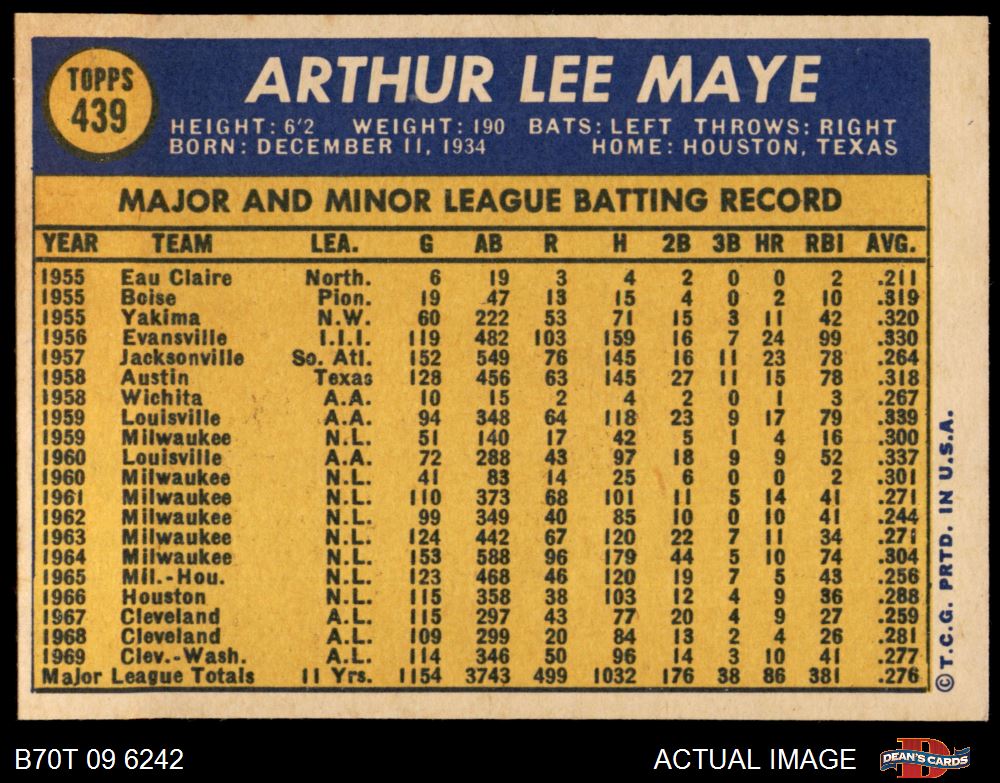 TOPPS
439
ARTHUR LEE MAYE
HEIGHT: 6'2 WEIGHT: 190 BATS: LEFT THROWS: RIGHT
BORN: DECEMBER 11, 1934 HOME: HOUSTON, TEXAS
MAJOR AND MINOR LEAGUE BATTING RECORD
YEAR TEAM LEA. G AB R H 2B 3B HR RBI AVG.
1955 Eau Claire North. 6 19 3 4 2 0 0 2 .211
1955 Boise Pion. 19 47 13 15 4 0 2 10 .319
1955 Yakima N.W. 60 222 53 71 15 3 11 42 .320
1956 Evansville I.I.I. 119 482 103 159 16 7 24 99 .330
1957 Jacksonville So. Atl. 152 549 76 145 16 11 23 78 .264
1958 Austin Texas 128 456 63 145 27 11 15 78 .318
1958 Wichita A.A. 10 15 2 4 2 0 1 3 .267
1959 Louisville A.A. 94 348 64 118 23 9 17 79 .339
1959 Milwaukee N.L. 51 140 17 42 5 1 4 16 .300
1960 Louisville A.A. 72 288 43 97 18 9 9 52 .337
1960 Milwaukee N.L. 41 83 14 25 6 0 0 2 .301
1961 Milwaukee N.L. 110 373 68 101 11 5 14 41 .271
1962 Milwaukee N.L. 99 349 40 85 10 0 10 41 .244
1963 Milwaukee N.L. 124 442 67 120 22 7 11 34 .271
1964 Milwaukee N.L. 153 588 96 179 44 5 10 74 .304
1965 Mil.-Hou. N.L. 123 468 46 120 19 7 5 43 .256
1966 Houston N.L. 115 358 38 103 12 4 9 36 .288
1967 Cleveland A.L. 115 297 43 77 20 4 9 27 .259
1968 Cleveland A.L. 109 299 20 84 13 2 4 26 .281
1969 Clev.-Wash. A.L. 114 346 50 96 14 3 10 41 .277
Major League Totals 11 Yrs. 1154 3743 499 1032 176 38 86 381 .276
© T.C.G. PRTD. IN U.S.A.
B70T 09 6242 ACTUAL IMAGE
DEAN'S CARDS